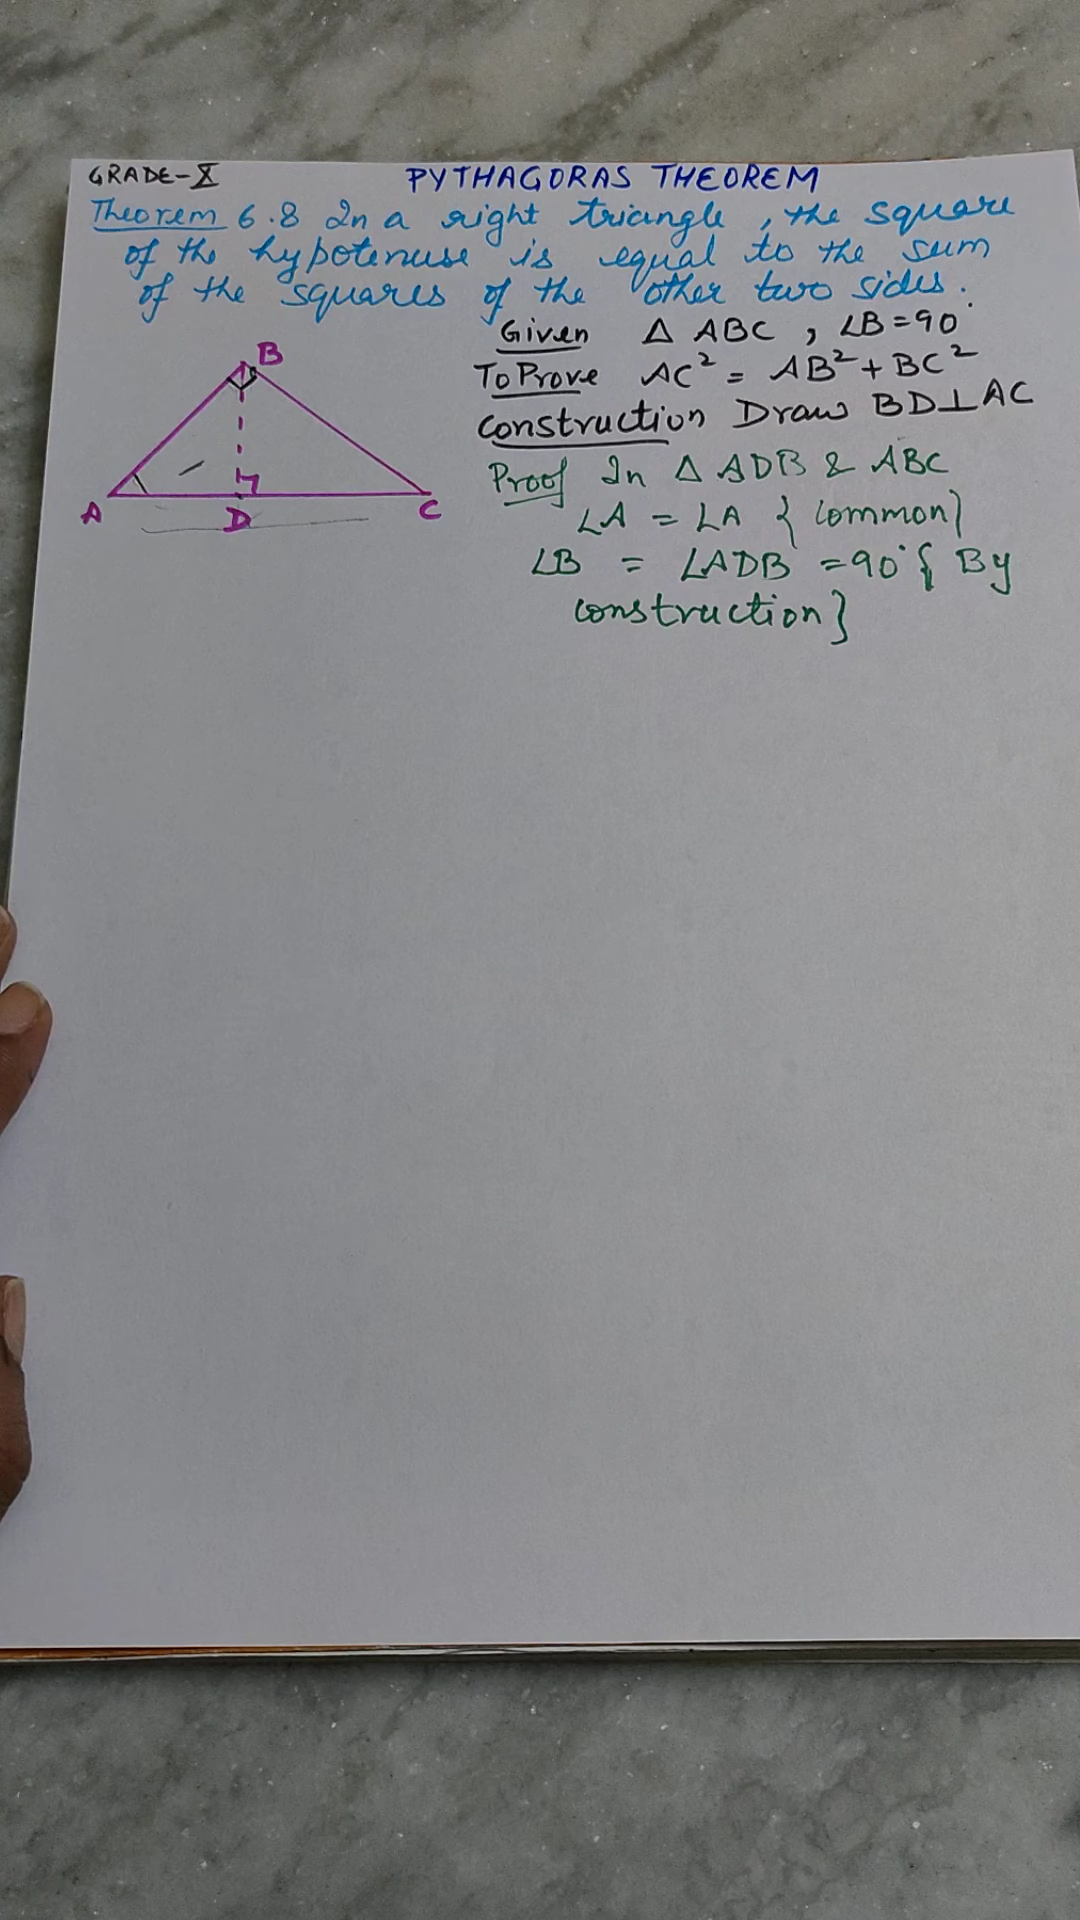 GRADE-X PYTHAGORAS THEOREM
Theorem 6.8 In a right triangle, the square
of the hypotenuse is equal to the sum
of the squares of the other two sides.
Given △ ABC, ∠B=90°
To Prove AC² = AB²+BC²
Construction Draw BD⊥AC
Proof In △ ADB & ABC
∠A = ∠A { Common}
∠B = ∠ADB =90°{ By
construction}
B
A
D
C